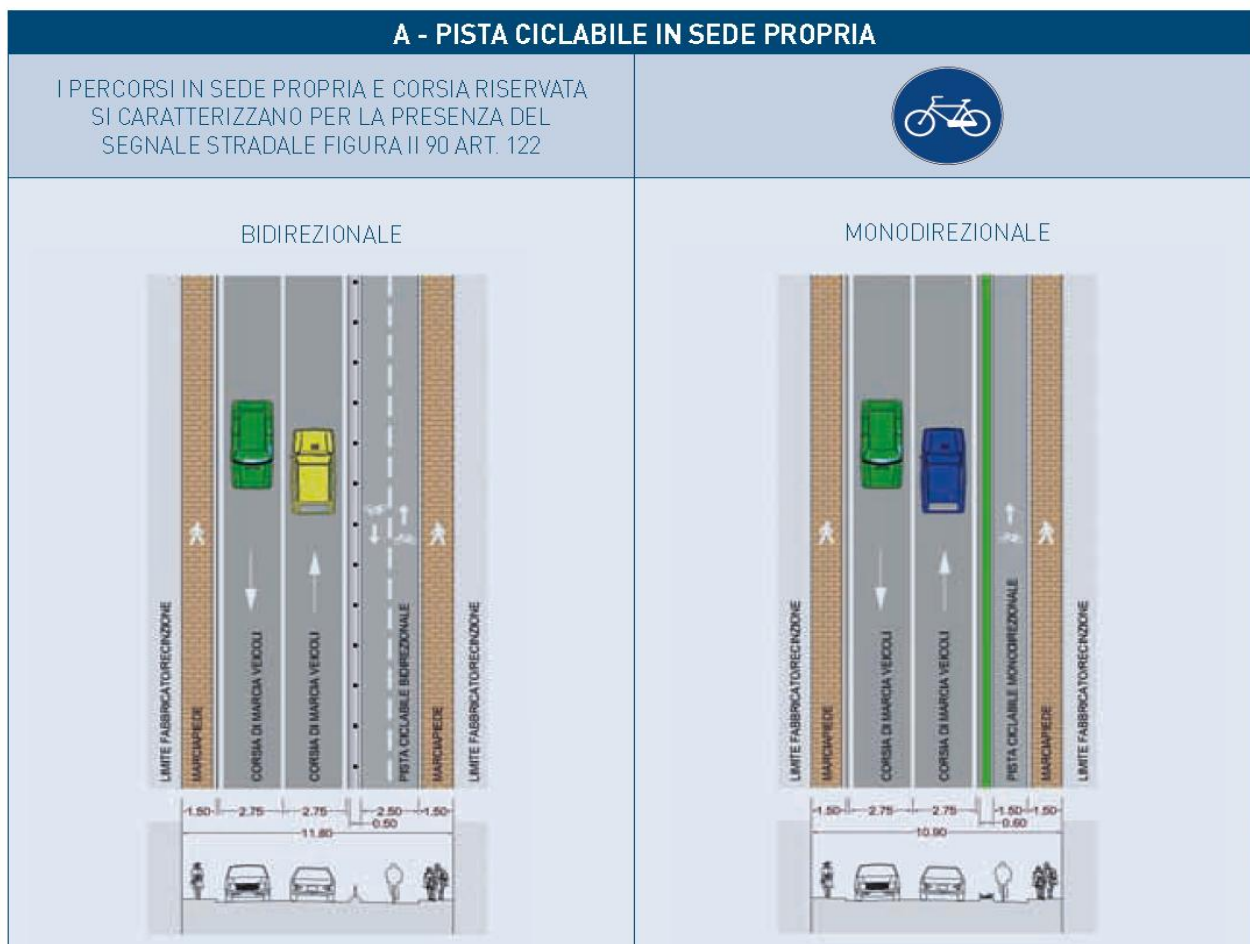 A - PISTA CICLABILE IN SEDE PROPRIA
I PERCORSI IN SEDE PROPRIA E CORSIA RISERVATA
SI CARATTERIZZANO PER LA PRESENZA DEL
SEGNALE STRADALE FIGURA II 90 ART. 122
BIDIREZIONALE
LIMITE FABBRICATO/RECINZIONE
MARCIAPIEDE
CORSIA DI MARCIA VEICOLI
CORSIA DI MARCIA VEICOLI
PISTA CICLABILE BIDIREZIONALE
MARCIAPIEDE
LIMITE FABBRICATO/RECINZIONE
1.50 2.75 2.75 2.50 1.50
0.50
11.80
MONODIREZIONALE
LIMITE FABBRICATO/RECINZIONE
MARCIAPIEDE
CORSIA DI MARCIA VEICOLI
CORSIA DI MARCIA VEICOLI
PISTA CICLABILE MONODIREZIONALE
MARCIAPIEDE
LIMITE FABBRICATO/RECINZIONE
1.50 2.75 2.75 1.50 1.50
0.60
10.90